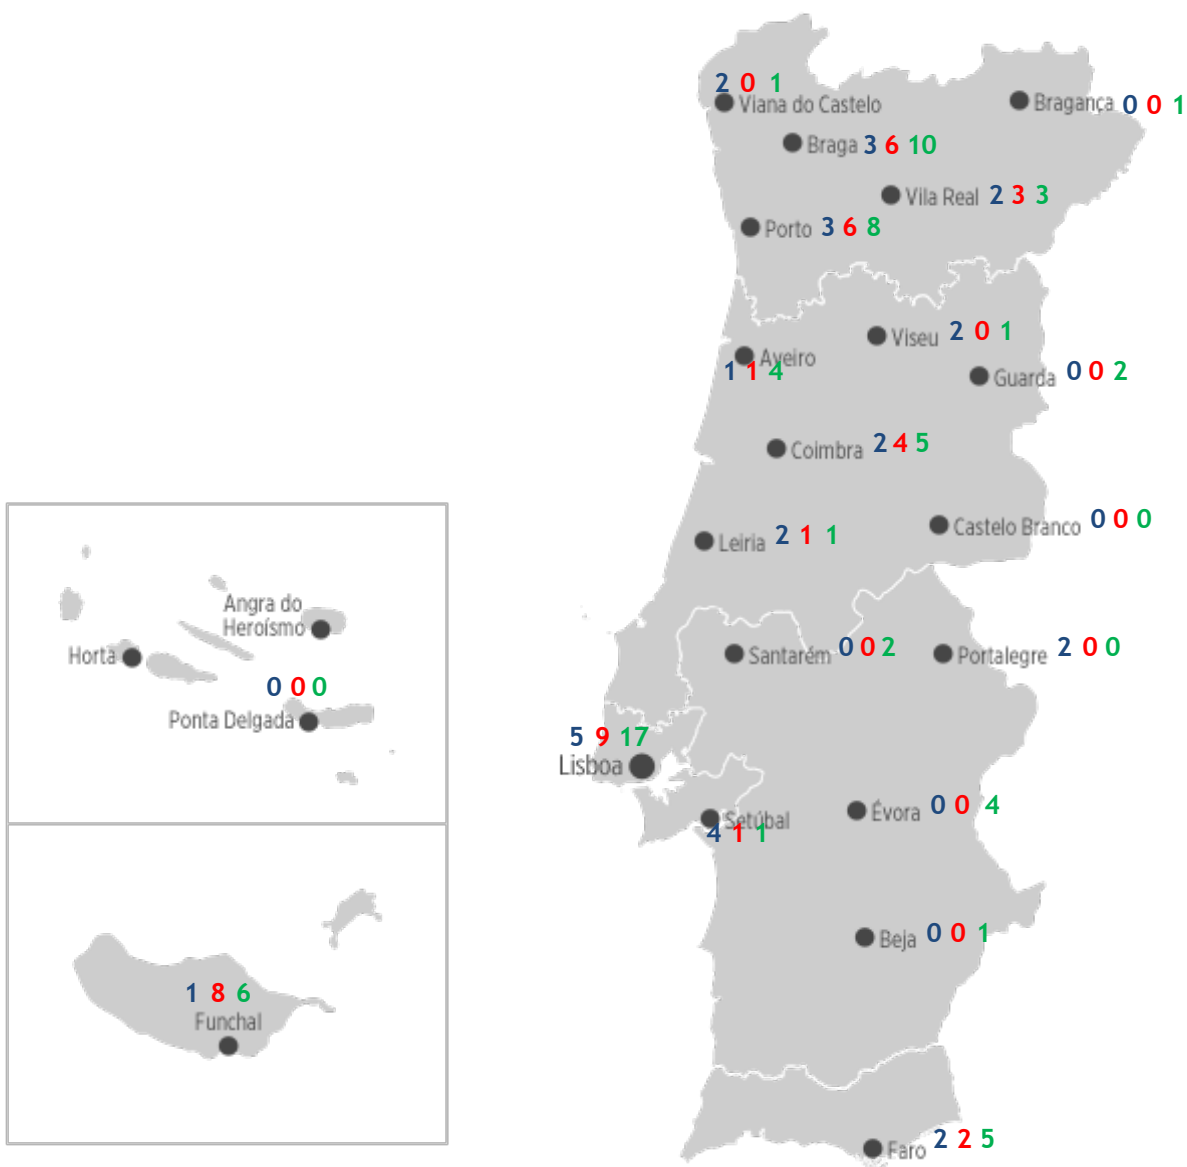 2 0 1
Viana do Castelo
Bragança 0 0 1
Braga 3 6 10
Vila Real 2 3 3
Porto 3 6 8
Viseu 2 0 1
Aveiro
1 1 4
Guarda 0 0 2
Coimbra 2 4 5
Castelo Branco 0 0 0
Leiria 2 1 1
Angra do
Heroísmo
Horta
0 0 0
Ponta Delgada
Santarém 0 0 2
Portalegre 2 0 0
5 9 17
Lisboa
Setúbal
4 1 1
Évora 0 0 4
Beja 0 0 1
1 8 6
Funchal
Faro 2 2 5